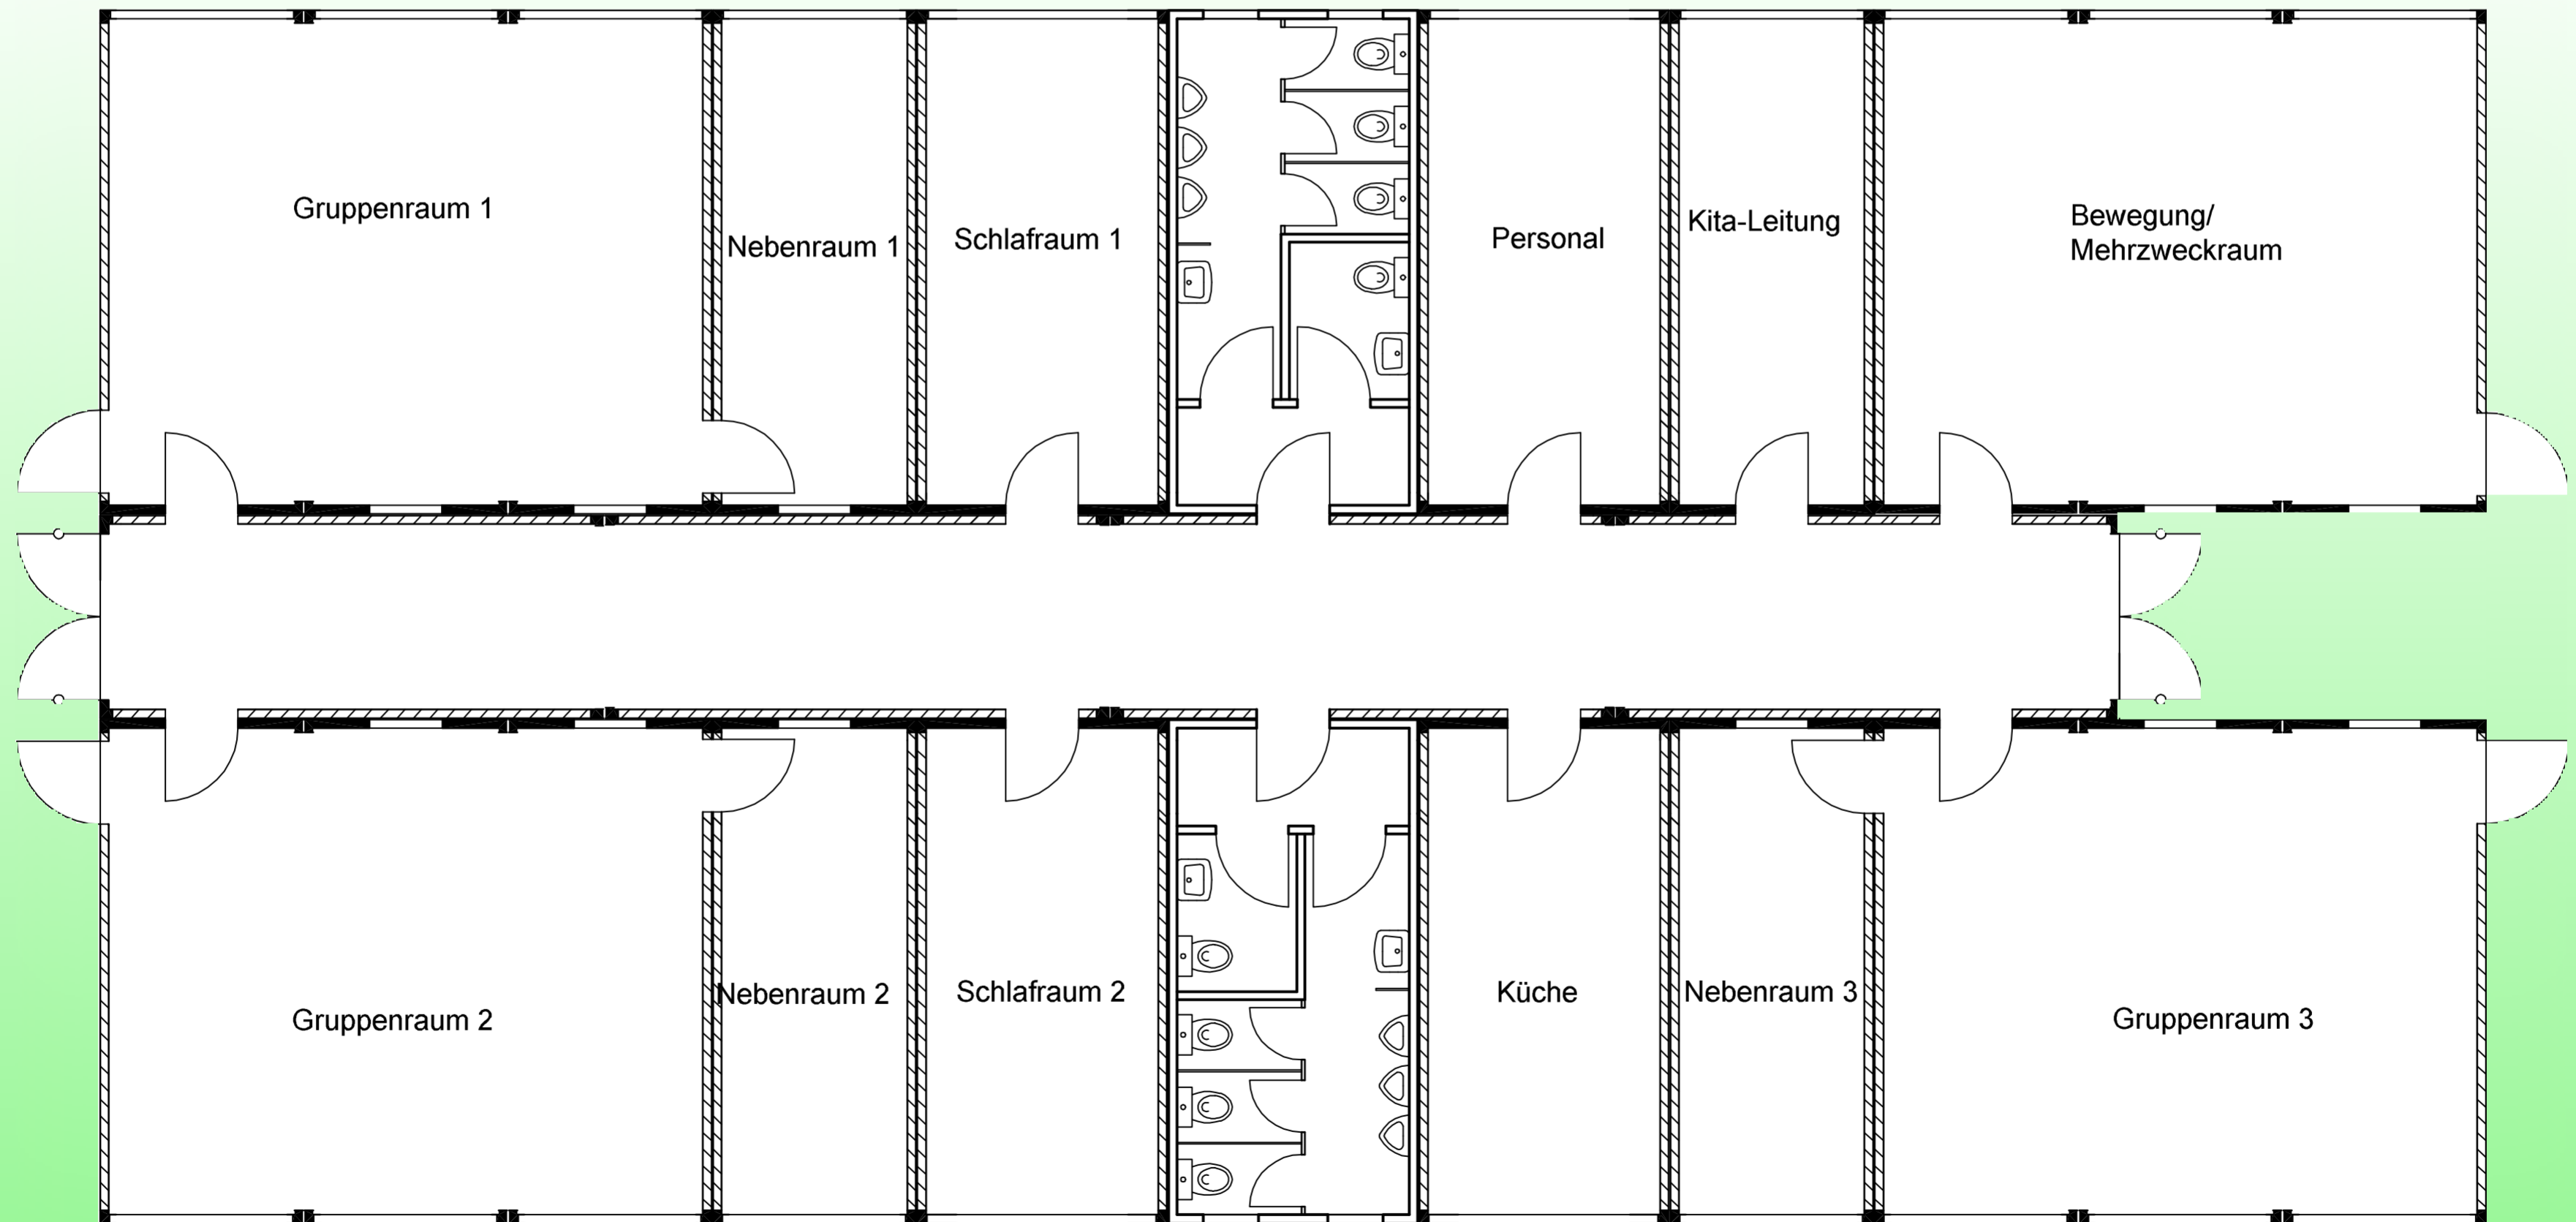 Gruppenraum 1
Nebenraum 1
Schlafraum 1
Personal
Kita-Leitung
Bewegung/
Mehrzweckraum
Gruppenraum 2
Nebenraum 2
Schlafraum 2
Küche
Nebenraum 3
Gruppenraum 3